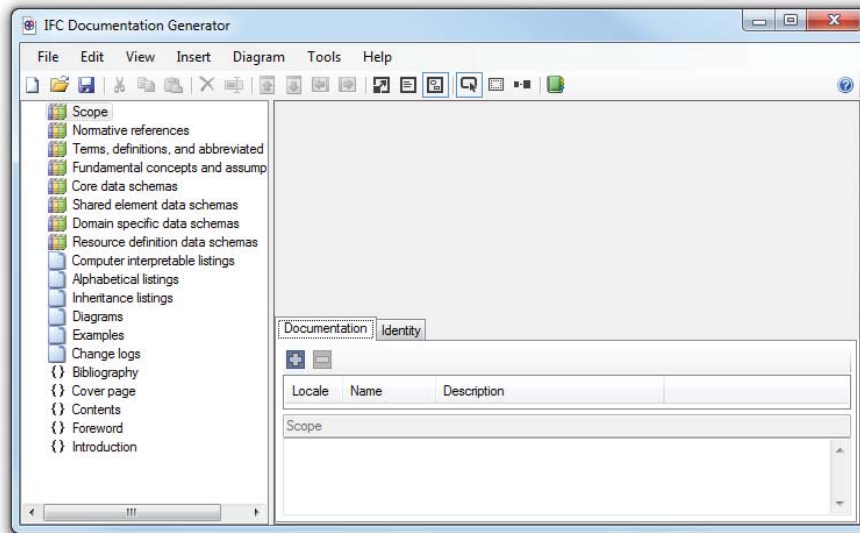 IFC Documentation Generator
File Edit View Insert Diagram Tools Help
Scope
Normative references
Terms, definitions, and abbreviated
Fundamental concepts and assump
Core data schemas
Shared element data schemas
Domain specific data schemas
Resource definition data schemas
Computer interpretable listings
Alphabetical listings
Inheritance listings
Diagrams
Examples
Change logs
{} Bibliography
{} Cover page
{} Contents
{} Foreword
{} Introduction
Documentation Identity
Locale Name Description
Scope